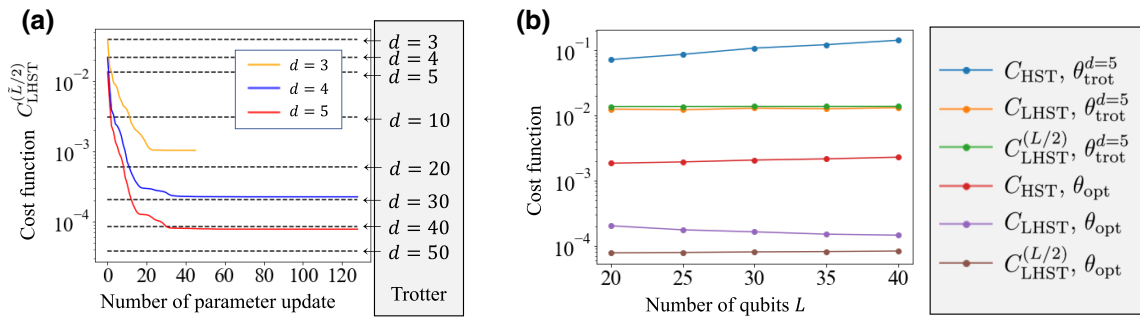 (a)
Cost function C_LHST^(L̃/2)
10⁻²
10⁻³
10⁻⁴
0 20 40 60 80 100 120
Number of parameter update
d = 3
d = 4
d = 5
d = 3
d = 4
d = 5
d = 10
d = 20
d = 30
d = 40
d = 50
Trotter
(b)
Cost function
10⁻¹
10⁻²
10⁻³
10⁻⁴
20 25 30 35 40
Number of qubits L
C_HST, θ_trot^d=5
C_LHST, θ_trot^d=5
C_LHST^(L/2), θ_trot^d=5
C_HST, θ_opt
C_LHST, θ_opt
C_LHST^(L/2), θ_opt